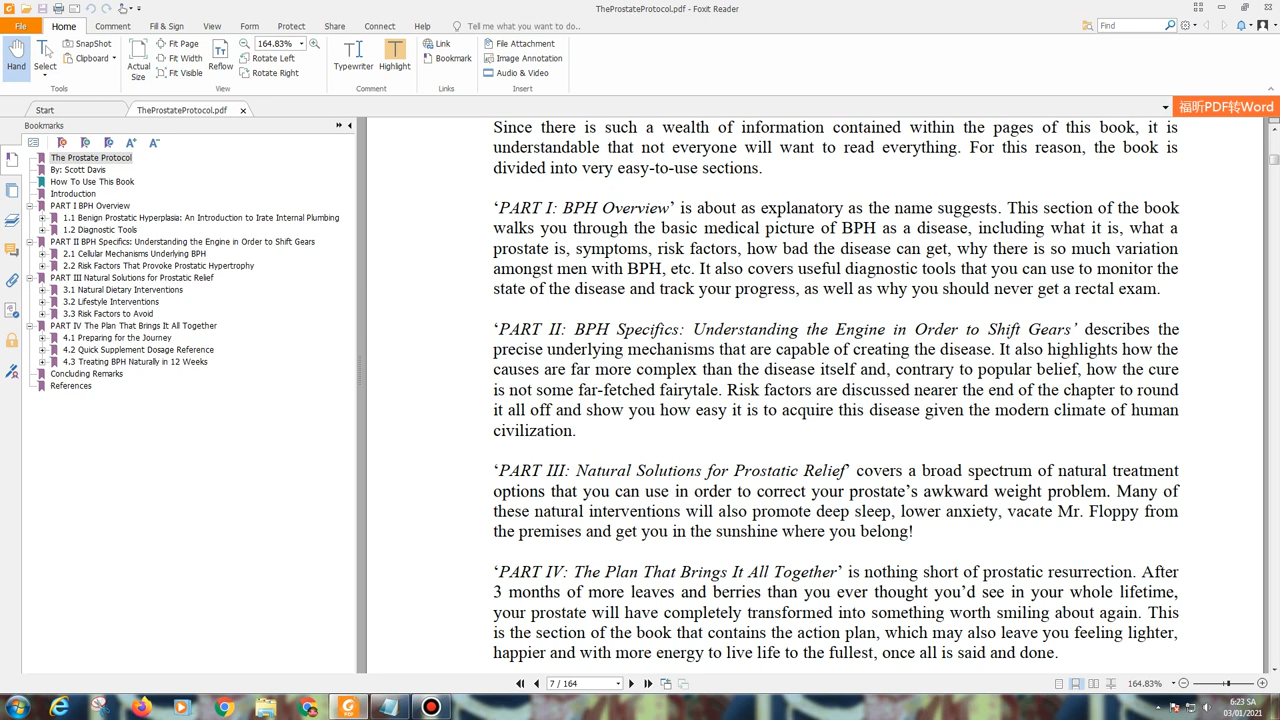 TheProstateProtocol.pdf - Foxit Reader
File Home Comment Fill & Sign View Form Protect Share Connect Help Tell me what you want to do... Find
Hand
Select
SnapShot
Clipboard
Tools
Actual Size
Fit Page
Fit Width
Fit Visible
Reflow
164.83%
Rotate Left
Rotate Right
View
Typewriter
Highlight
Comment
Link
Bookmark
Links
File Attachment
Image Annotation
Audio & Video
Insert
Start TheProstateProtocol.pdf 福昕PDF转Word
Bookmarks
The Prostate Protocol
By: Scott Davis
How To Use This Book
Introduction
PART I BPH Overview
1.1 Benign Prostatic Hyperplasia: An Introduction to Irate Internal Plumbing
1.2 Diagnostic Tools
PART II BPH Specifics: Understanding the Engine in Order to Shift Gears
2.1 Cellular Mechanisms Underlying BPH
2.2 Risk Factors That Provoke Prostatic Hypertrophy
PART III Natural Solutions for Prostatic Relief
3.1 Natural Dietary Interventions
3.2 Lifestyle Interventions
3.3 Risk Factors to Avoid
PART IV The Plan That Brings It All Together
4.1 Preparing for the Journey
4.2 Quick Supplement Dosage Reference
4.3 Treating BPH Naturally in 12 Weeks
Concluding Remarks
References
Since there is such a wealth of information contained within the pages of this book, it is
understandable that not everyone will want to read everything. For this reason, the book is
divided into very easy-to-use sections.
‘PART I: BPH Overview’ is about as explanatory as the name suggests. This section of the book
walks you through the basic medical picture of BPH as a disease, including what it is, what a
prostate is, symptoms, risk factors, how bad the disease can get, why there is so much variation
amongst men with BPH, etc. It also covers useful diagnostic tools that you can use to monitor the
state of the disease and track your progress, as well as why you should never get a rectal exam.
‘PART II: BPH Specifics: Understanding the Engine in Order to Shift Gears’ describes the
precise underlying mechanisms that are capable of creating the disease. It also highlights how the
causes are far more complex than the disease itself and, contrary to popular belief, how the cure
is not some far-fetched fairytale. Risk factors are discussed nearer the end of the chapter to round
it all off and show you how easy it is to acquire this disease given the modern climate of human
civilization.
‘PART III: Natural Solutions for Prostatic Relief’ covers a broad spectrum of natural treatment
options that you can use in order to correct your prostate’s awkward weight problem. Many of
these natural interventions will also promote deep sleep, lower anxiety, vacate Mr. Floppy from
the premises and get you in the sunshine where you belong!
‘PART IV: The Plan That Brings It All Together’ is nothing short of prostatic resurrection. After
3 months of more leaves and berries than you ever thought you’d see in your whole lifetime,
your prostate will have completely transformed into something worth smiling about again. This
is the section of the book that contains the action plan, which may also leave you feeling lighter,
happier and with more energy to live life to the fullest, once all is said and done.
7 / 164
164.83%
6:23 SA
03/01/2021